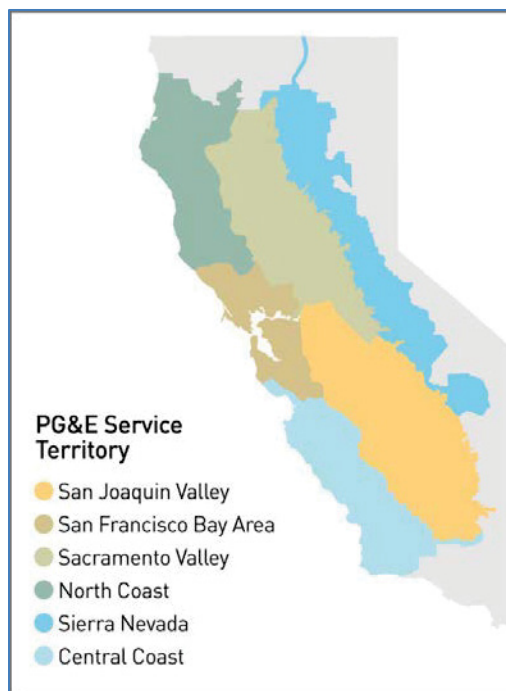 PG&E Service
Territory
San Joaquin Valley
San Francisco Bay Area
Sacramento Valley
North Coast
Sierra Nevada
Central Coast